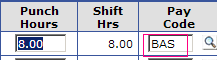 Punch Hours Shift Hrs Pay Code
8.00 8.00 BAS